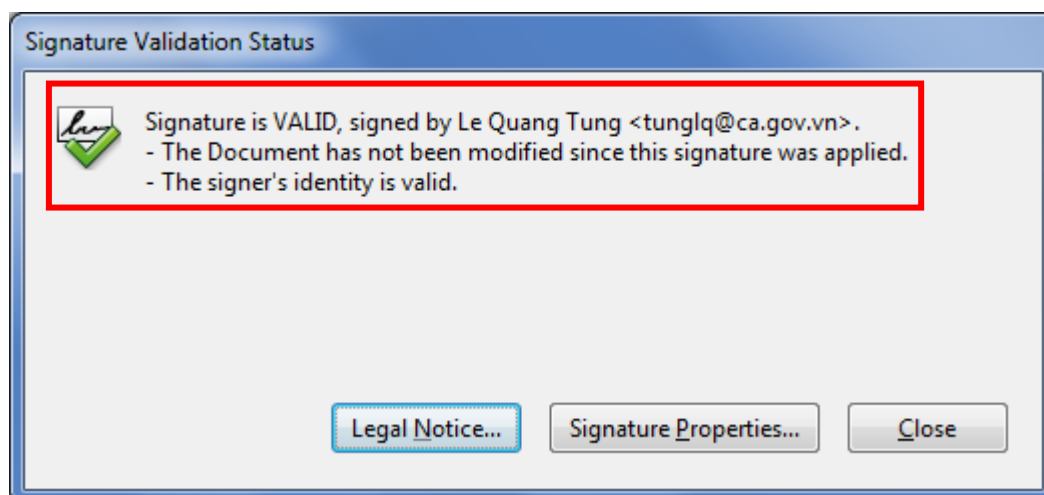 Signature Validation Status
Signature is VALID, signed by Le Quang Tung <tunglq@ca.gov.vn>.
- The Document has not been modified since this signature was applied.
- The signer's identity is valid.
Legal Notice... Signature Properties... Close